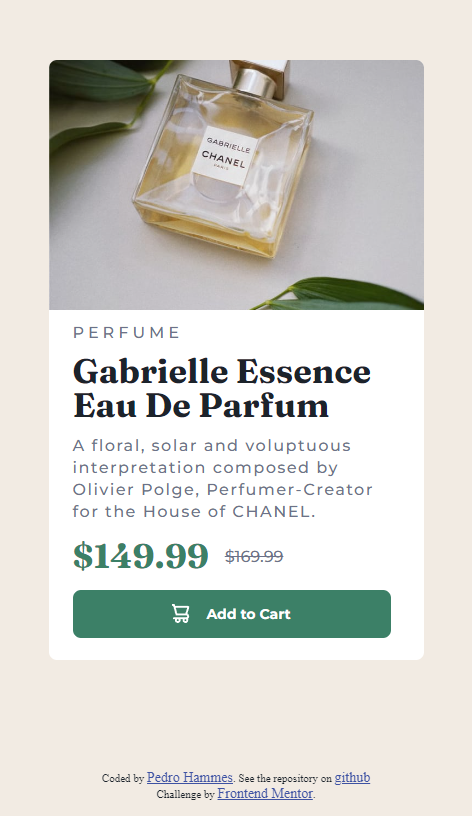 GABRIELLE
CHANEL
PARIS
PERFUME
Gabrielle Essence
Eau De Parfum
A floral, solar and voluptuous
interpretation composed by
Olivier Polge, Perfumer-Creator
for the House of CHANEL.
$149.99 $169.99
Add to Cart
Coded by Pedro Hammes. See the repository on github
Challenge by Frontend Mentor.